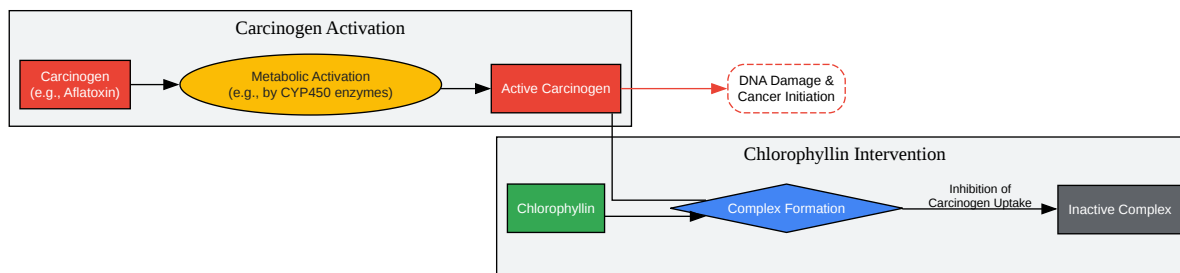 Carcinogen Activation
Carcinogen
(e.g., Aflatoxin)
Metabolic Activation
(e.g., by CYP450 enzymes)
Active Carcinogen
DNA Damage &
Cancer Initiation
Chlorophyllin Intervention
Chlorophyllin
Complex Formation
Inhibition of
Carcinogen Uptake
Inactive Complex